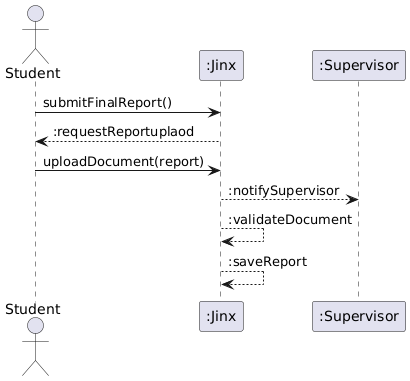 Student
:Jinx
:Supervisor
submitFinalReport()
:requestReportuplaod
uploadDocument(report)
:notifySupervisor
:validateDocument
:saveReport
Student
:Jinx
:Supervisor